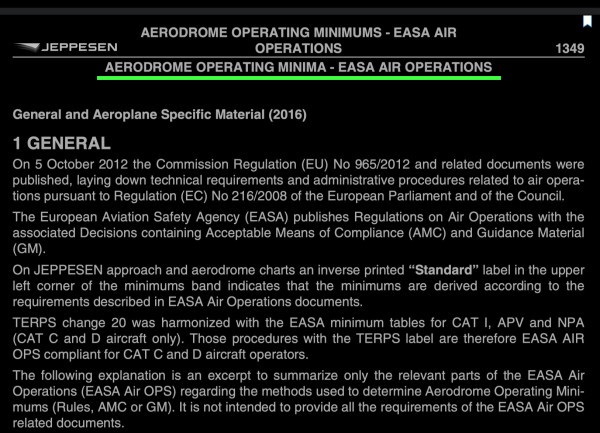 AERODROME OPERATING MINIMUMS - EASA AIR
OPERATIONS
JEPPESEN
1349
AERODROME OPERATING MINIMA - EASA AIR OPERATIONS
General and Aeroplane Specific Material (2016)
1 GENERAL
On 5 October 2012 the Commission Regulation (EU) No 965/2012 and related documents were
published, laying down technical requirements and administrative procedures related to air opera-
tions pursuant to Regulation (EC) No 216/2008 of the European Parliament and of the Council.
The European Aviation Safety Agency (EASA) publishes Regulations on Air Operations with the
associated Decisions containing Acceptable Means of Compliance (AMC) and Guidance Material
(GM).
On JEPPESEN approach and aerodrome charts an inverse printed “Standard” label in the upper
left corner of the minimums band indicates that the minimums are derived according to the
requirements described in EASA Air Operations documents.
TERPS change 20 was harmonized with the EASA minimum tables for CAT I, APV and NPA
(CAT C and D aircraft only). Those procedures with the TERPS label are therefore EASA AIR
OPS compliant for CAT C and D aircraft operators.
The following explanation is an excerpt to summarize only the relevant parts of the EASA Air
Operations (EASA Air OPS) regarding the methods used to determine Aerodrome Operating Mini-
mums (Rules, AMC or GM). It is not intended to provide all the requirements of the EASA Air OPS
related documents.